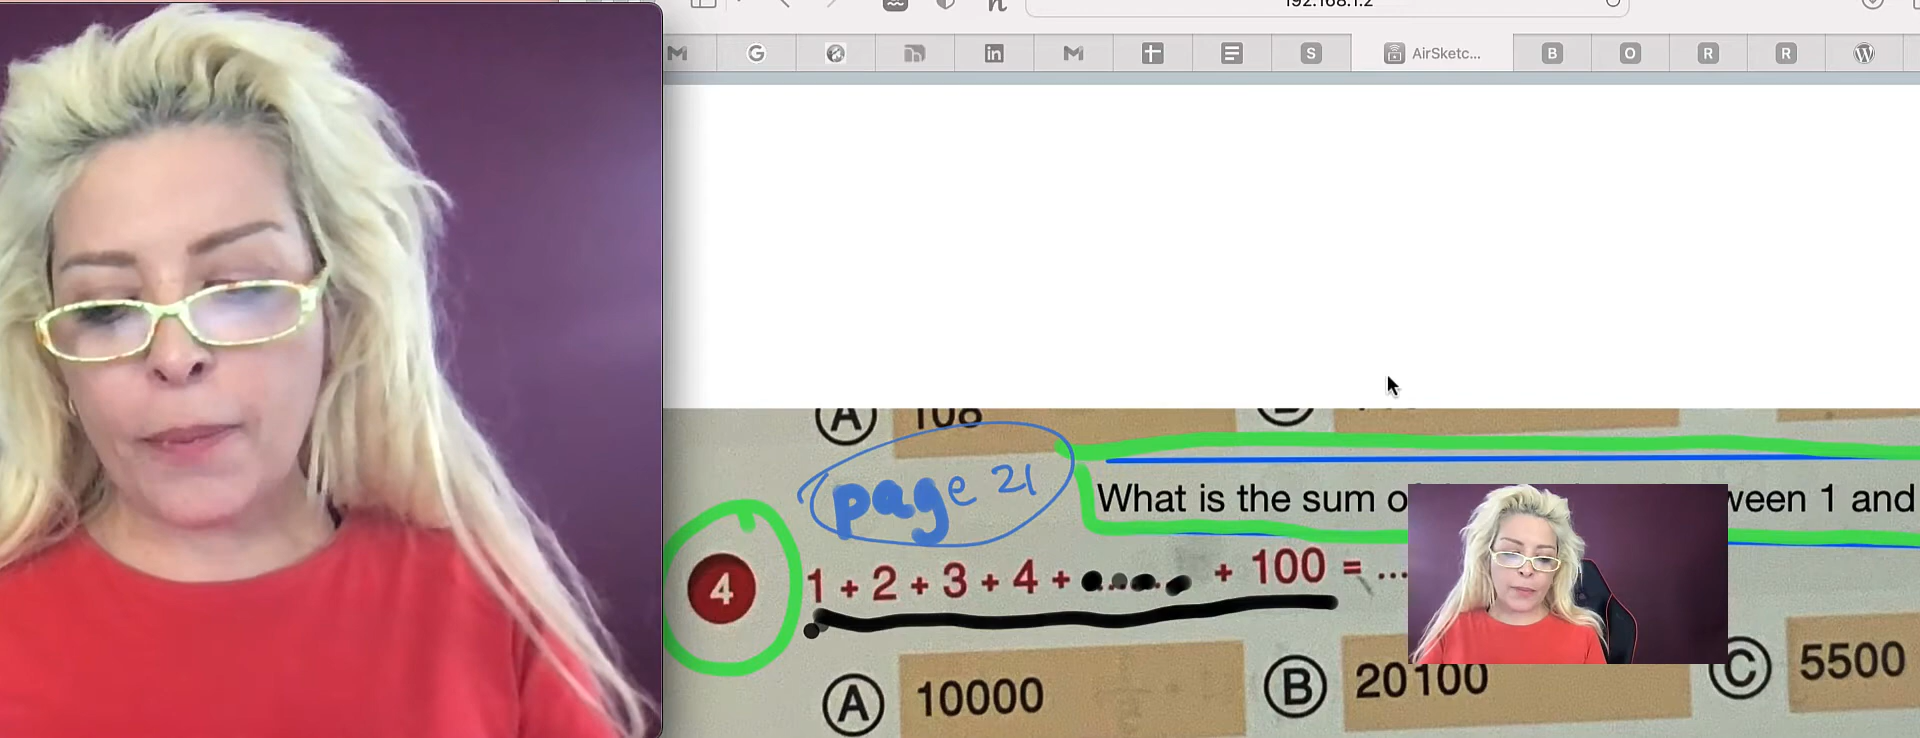 192.168.1.2
M G in M S AirSketc... B O R R W
A 108
page 21
What is the sum o ween 1 and
4 1 + 2 + 3 + 4 + .... + 100 = ...
A 10000 B 20100 C 5500